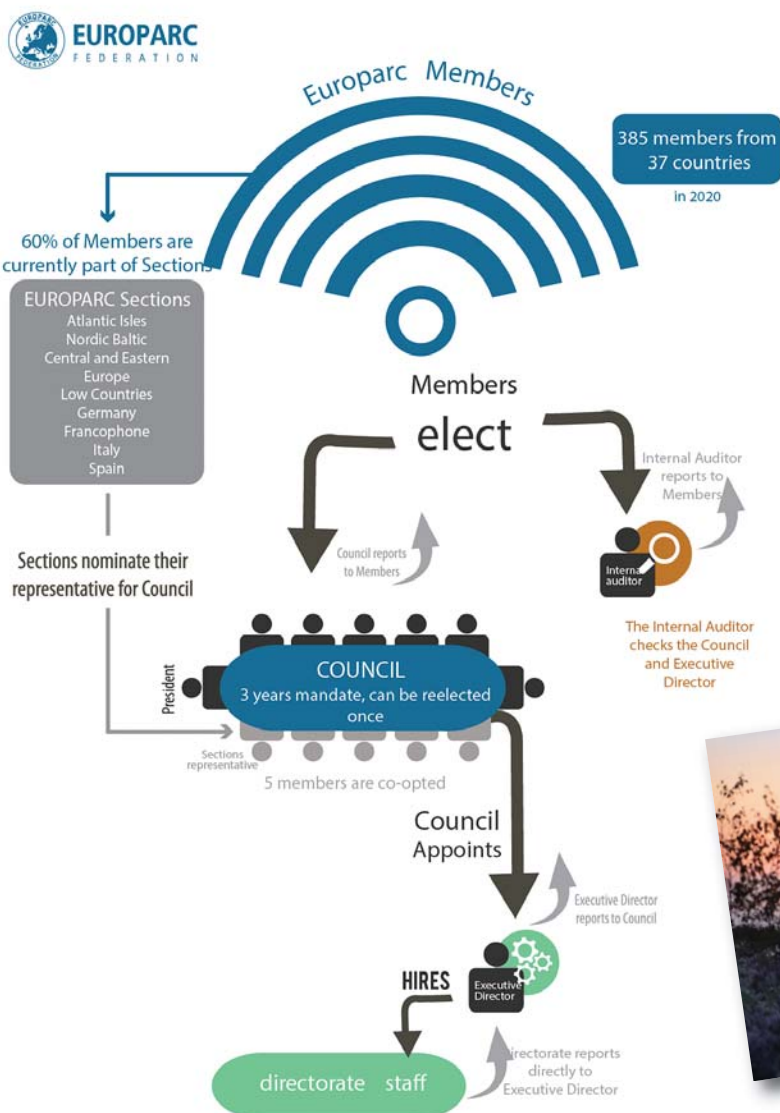 EUROPARC
FEDERATION
Europarc Members
385 members from
37 countries
in 2020
60% of Members are
currently part of Sections
EUROPARC Sections
Atlantic Isles
Nordic Baltic
Central and Eastern
Europe
Low Countries
Germany
Francophone
Italy
Spain
Members
elect
Internal Auditor
reports to
Members
Council reports
to Members
Internal
auditor
The Internal Auditor
checks the Council
and Executive
Director
Sections nominate their
representative for Council
President
COUNCIL
3 years mandate, can be reelected
once
Sections
representative
5 members are co-opted
Council
Appoints
Executive Director
reports to Council
HIRES
Executive
Director
directorate staff
Directorate reports
directly to
Executive Director